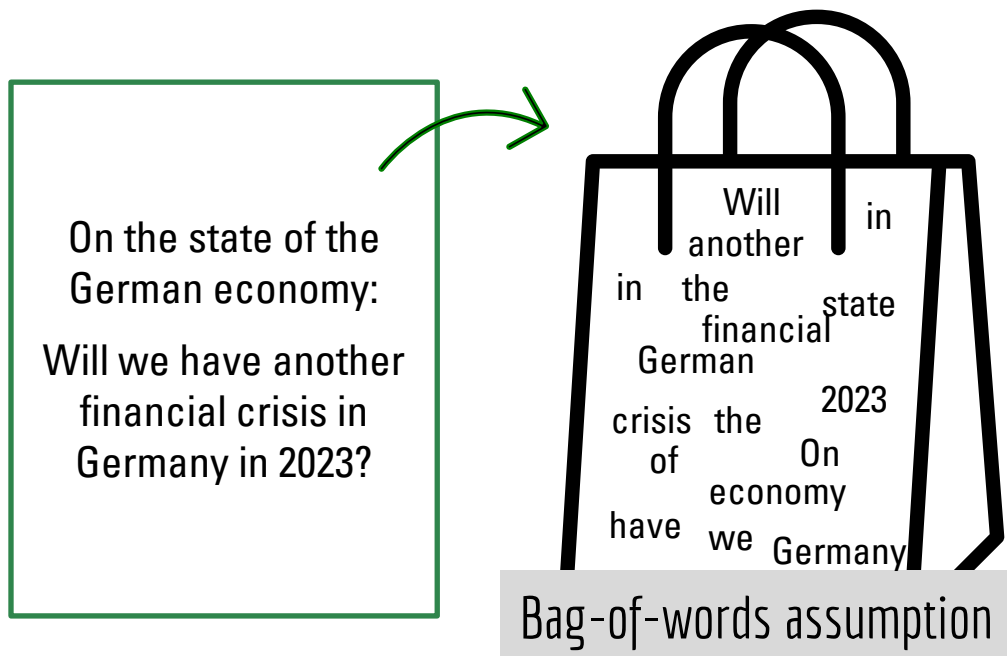 On the state of the
German economy:
Will we have another
financial crisis in
Germany in 2023?
Will
in
another
in the
state
financial
German
2023
crisis the
On
of
economy
have we
Germany
Bag-of-words assumption